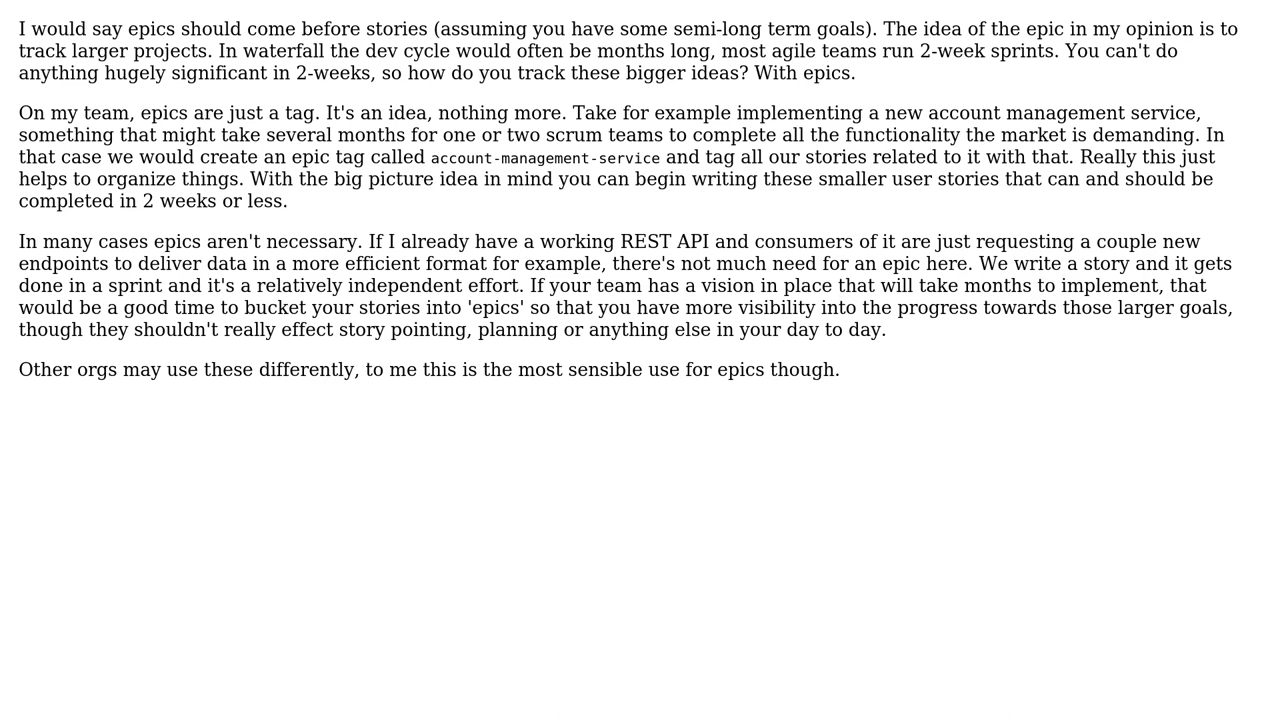 I would say epics should come before stories (assuming you have some semi-long term goals). The idea of the epic in my opinion is to
track larger projects. In waterfall the dev cycle would often be months long, most agile teams run 2-week sprints. You can't do
anything hugely significant in 2-weeks, so how do you track these bigger ideas? With epics.
On my team, epics are just a tag. It's an idea, nothing more. Take for example implementing a new account management service,
something that might take several months for one or two scrum teams to complete all the functionality the market is demanding. In
that case we would create an epic tag called account-management-service and tag all our stories related to it with that. Really this just
helps to organize things. With the big picture idea in mind you can begin writing these smaller user stories that can and should be
completed in 2 weeks or less.
In many cases epics aren't necessary. If I already have a working REST API and consumers of it are just requesting a couple new
endpoints to deliver data in a more efficient format for example, there's not much need for an epic here. We write a story and it gets
done in a sprint and it's a relatively independent effort. If your team has a vision in place that will take months to implement, that
would be a good time to bucket your stories into 'epics' so that you have more visibility into the progress towards those larger goals,
though they shouldn't really effect story pointing, planning or anything else in your day to day.
Other orgs may use these differently, to me this is the most sensible use for epics though.